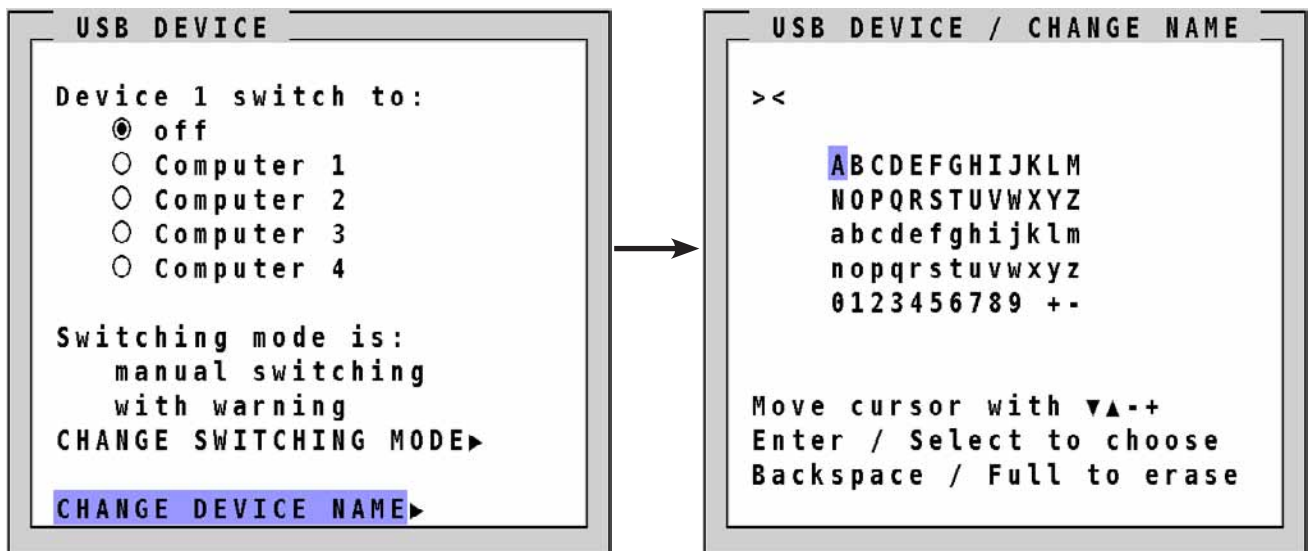 USB DEVICE
Device 1 switch to:
off
Computer 1
Computer 2
Computer 3
Computer 4
Switching mode is:
manual switching
with warning
CHANGE SWITCHING MODE▶
CHANGE DEVICE NAME▶
USB DEVICE / CHANGE NAME
><
ABCDEFGHIJKLM
NOPQRSTUVWXYZ
abcdefghijklm
nopqrstuvwxyz
0123456789 +-
Move cursor with ▼▲-+
Enter / Select to choose
Backspace / Full to erase